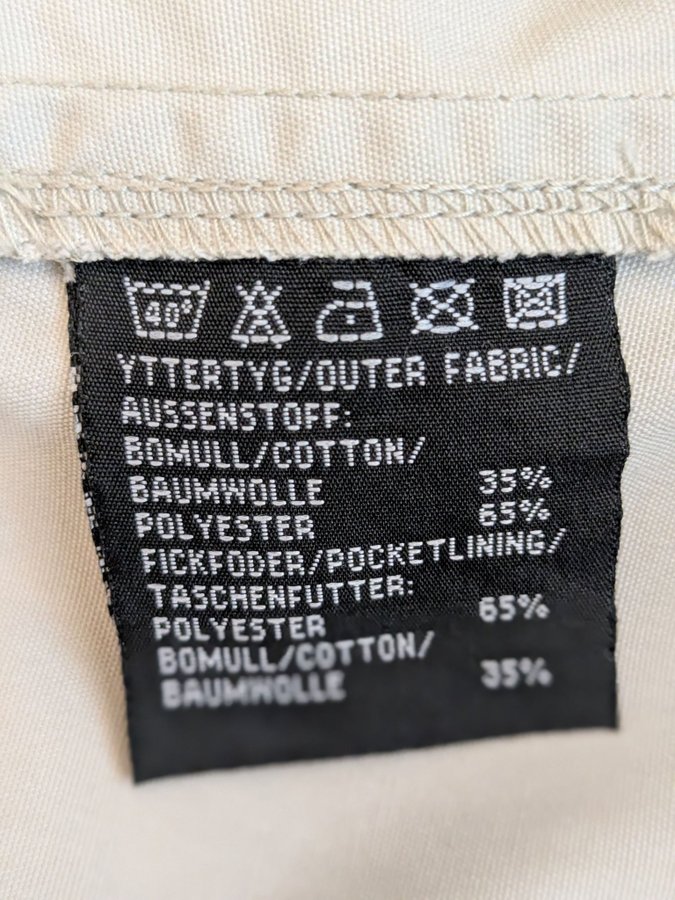 40°
YTTERTYG/OUTER FABRIC/
AUSSENSTOFF:
BOMULL/COTTON/
BAUMWOLLE 35%
POLYESTER 65%
FICKFODER/POCKETLINING/
TASCHENFUTTER:
POLYESTER 65%
BOMULL/COTTON/
BAUMWOLLE 35%